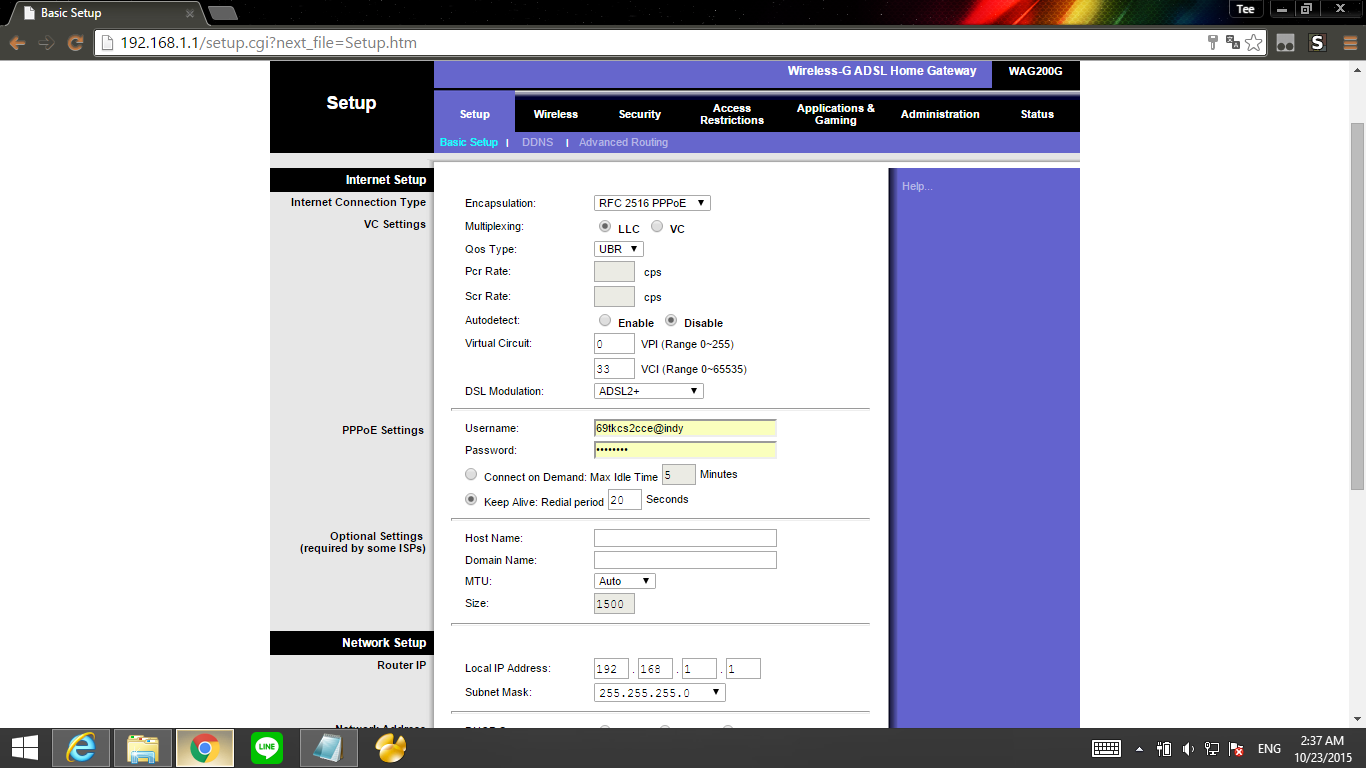 Basic Setup
Tee
192.168.1.1/setup.cgi?next_file=Setup.htm
S
Wireless-G ADSL Home Gateway WAG200G
Setup
Setup Wireless Security Access Restrictions Applications & Gaming Administration Status
Basic Setup | DDNS | Advanced Routing
Internet Setup
Help...
Internet Connection Type Encapsulation: RFC 2516 PPPoE
VC Settings Multiplexing: LLC VC
Qos Type: UBR
Pcr Rate: cps
Scr Rate: cps
Autodetect: Enable Disable
Virtual Circuit: 0 VPI (Range 0~255)
33 VCI (Range 0~65535)
DSL Modulation: ADSL2+
PPPoE Settings Username: 69tkcs2cce@indy
Password: ••••••••
Connect on Demand: Max Idle Time 5 Minutes
Keep Alive: Redial period 20 Seconds
Optional Settings
(required by some ISPs)
Host Name:
Domain Name:
MTU: Auto
Size: 1500
Network Setup
Router IP Local IP Address: 192 . 168 . 1 . 1
Subnet Mask: 255.255.255.0
LINE
ENG
2:37 AM
10/23/2015